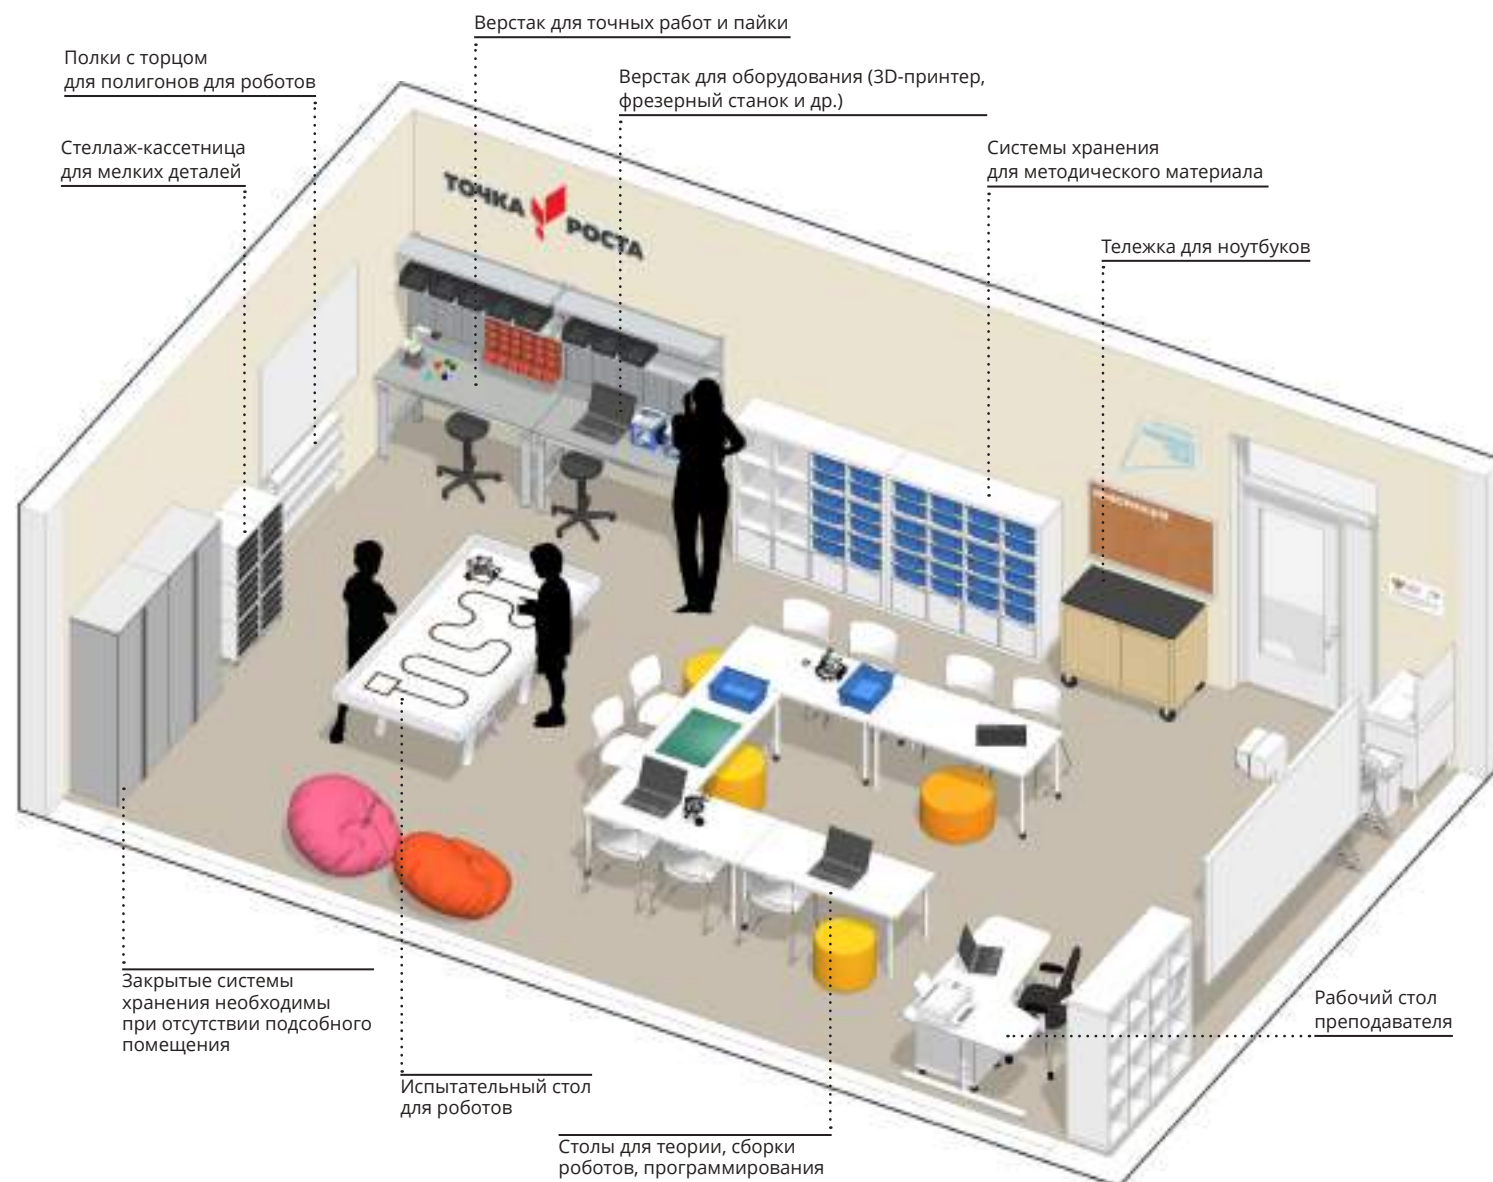 Верстак для точных работ и пайки
Полки с торцом
для полигонов для роботов
Верстак для оборудования (3D-принтер,
фрезерный станок и др.)
Стеллаж-кассетница
для мелких деталей
Системы хранения
для методического материала
Тележка для ноутбуков
ТОЧКА
РОСТА
Закрытые системы
хранения необходимы
при отсутствии подсобного
помещения
Рабочий стол
преподавателя
Испытательный стол
для роботов
Столы для теории, сборки
роботов, программирования